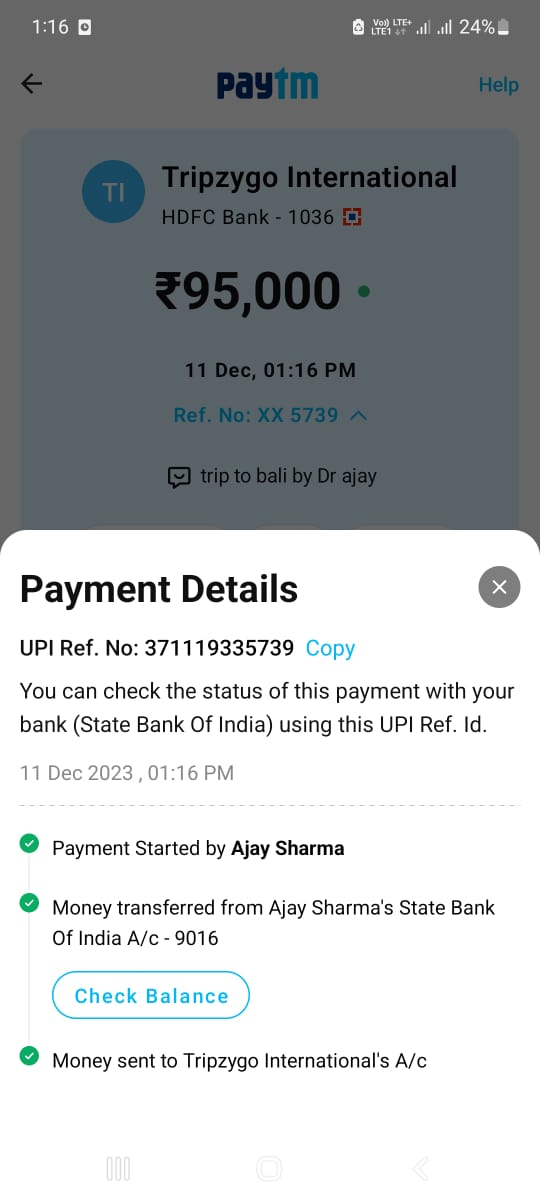 1:16
Vo)) LTE+
LTE1
24%
paytm
Help
TI
Tripzygo International
HDFC Bank - 1036
₹95,000
11 Dec, 01:16 PM
Ref. No: XX 5739
trip to bali by Dr ajay
Payment Details
UPI Ref. No: 371119335739 Copy
You can check the status of this payment with your
bank (State Bank Of India) using this UPI Ref. Id.
11 Dec 2023 , 01:16 PM
Payment Started by Ajay Sharma
Money transferred from Ajay Sharma's State Bank
Of India A/c - 9016
Check Balance
Money sent to Tripzygo International's A/c